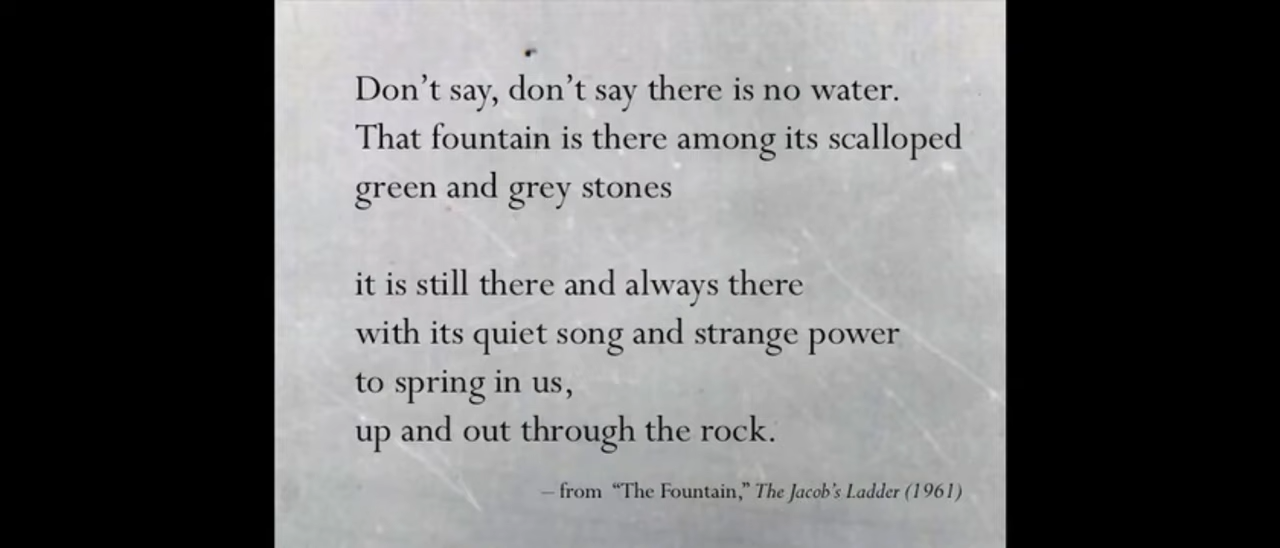 Don’t say, don’t say there is no water.
That fountain is there among its scalloped
green and grey stones
it is still there and always there
with its quiet song and strange power
to spring in us,
up and out through the rock.
– from “The Fountain,” The Jacob’s Ladder (1961)